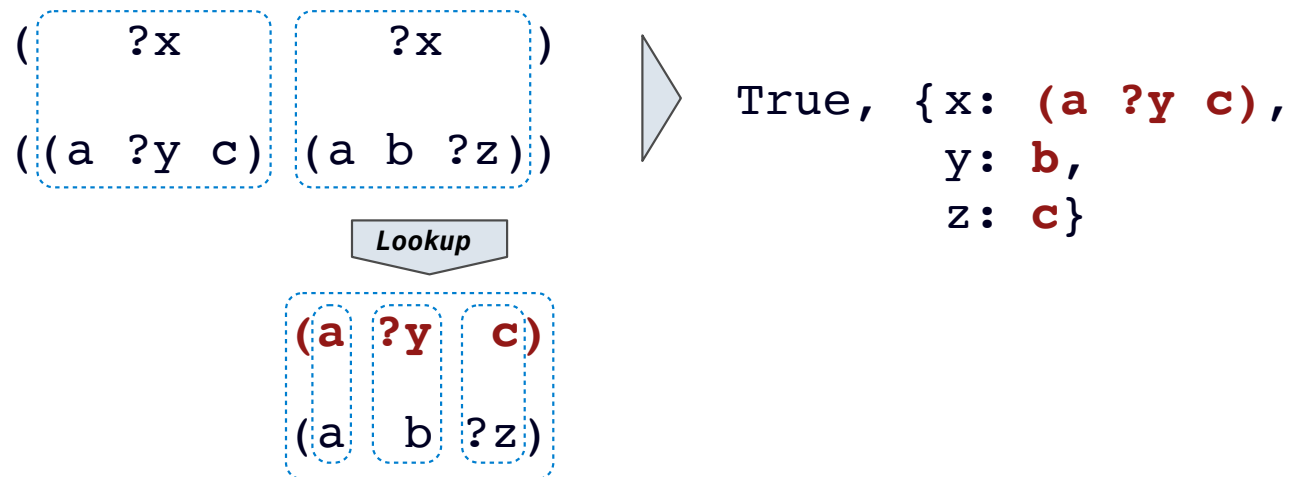 ( ?x ?x )
((a ?y c) (a b ?z))
True, {x: (a ?y c),
y: b,
z: c}
Lookup
(a ?y c)
(a b ?z)